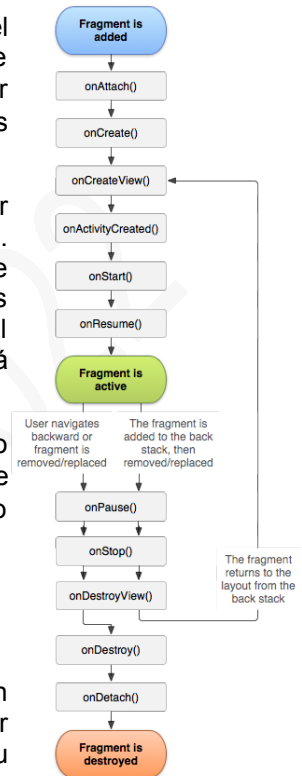 el
e
r
s
r
.
e
s
l
á
o
e
o
n
r
u
Fragment is
added
onAttach()
onCreate()
onCreateView()
onActivityCreated()
onStart()
onResume()
Fragment is
active
User navigates
backward or
fragment is
removed/replaced
The fragment is
added to the back
stack, then
removed/replaced
onPause()
onStop()
onDestroyView()
The fragment
returns to the
layout from the
back stack
onDestroy()
onDetach()
Fragment is
destroyed